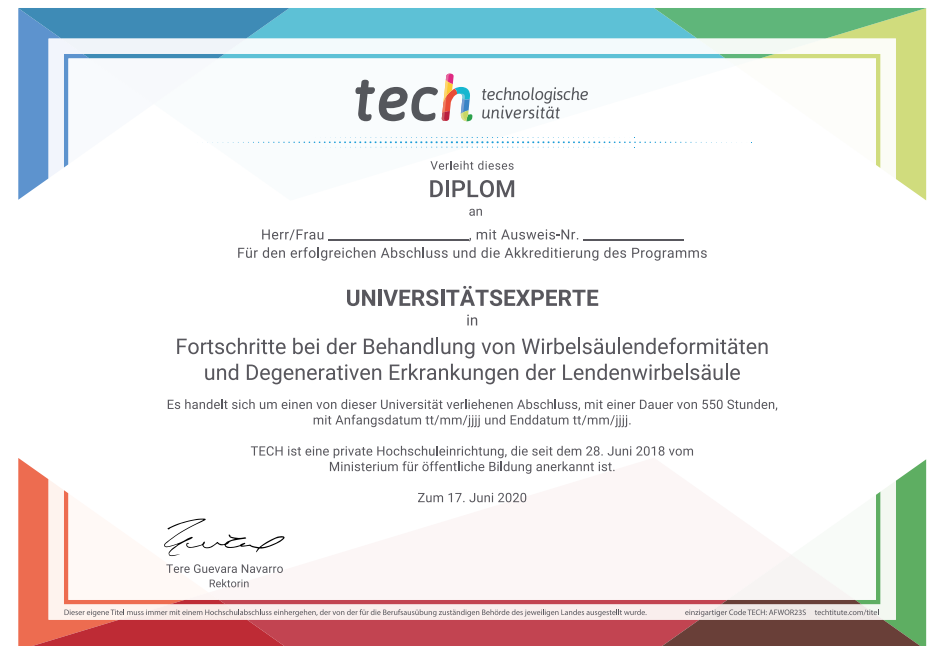 tech technologische
universität
Verleiht dieses
DIPLOM
an
Herr/Frau ____________________, mit Ausweis-Nr. ______________
Für den erfolgreichen Abschluss und die Akkreditierung des Programms
UNIVERSITÄTSEXPERTE
in
Fortschritte bei der Behandlung von Wirbelsäulendeformitäten
und Degenerativen Erkrankungen der Lendenwirbelsäule
Es handelt sich um einen von dieser Universität verliehenen Abschluss, mit einer Dauer von 550 Stunden,
mit Anfangsdatum tt/mm/jjjj und Enddatum tt/mm/jjjj.
TECH ist eine private Hochschuleinrichtung, die seit dem 28. Juni 2018 vom
Ministerium für öffentliche Bildung anerkannt ist.
Zum 17. Juni 2020
Tere Guevara Navarro
Rektorin
Dieser eigene Titel muss immer mit einem Hochschulabschluss einhergehen, der von der für die Berufsausübung zuständigen Behörde des jeweiligen Landes ausgestellt wurde. einzigartiger Code TECH: AFWOR23S techtitute.com/titel